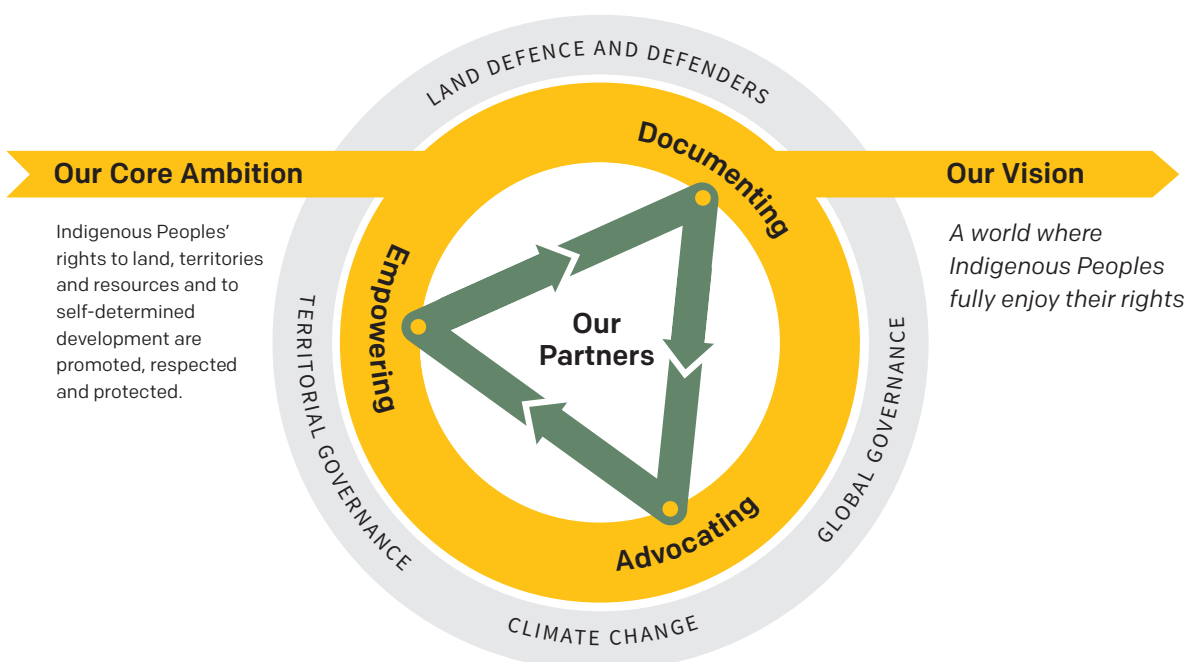 LAND DEFENCE AND DEFENDERS
Documenting
Our Core Ambition
Our Vision
Indigenous Peoples’
rights to land, territories
and resources and to
self-determined
development are
promoted, respected
and protected.
A world where
Indigenous Peoples
fully enjoy their rights
Empowering
Our
Partners
TERRITORIAL GOVERNANCE
GLOBAL GOVERNANCE
Advocating
CLIMATE CHANGE